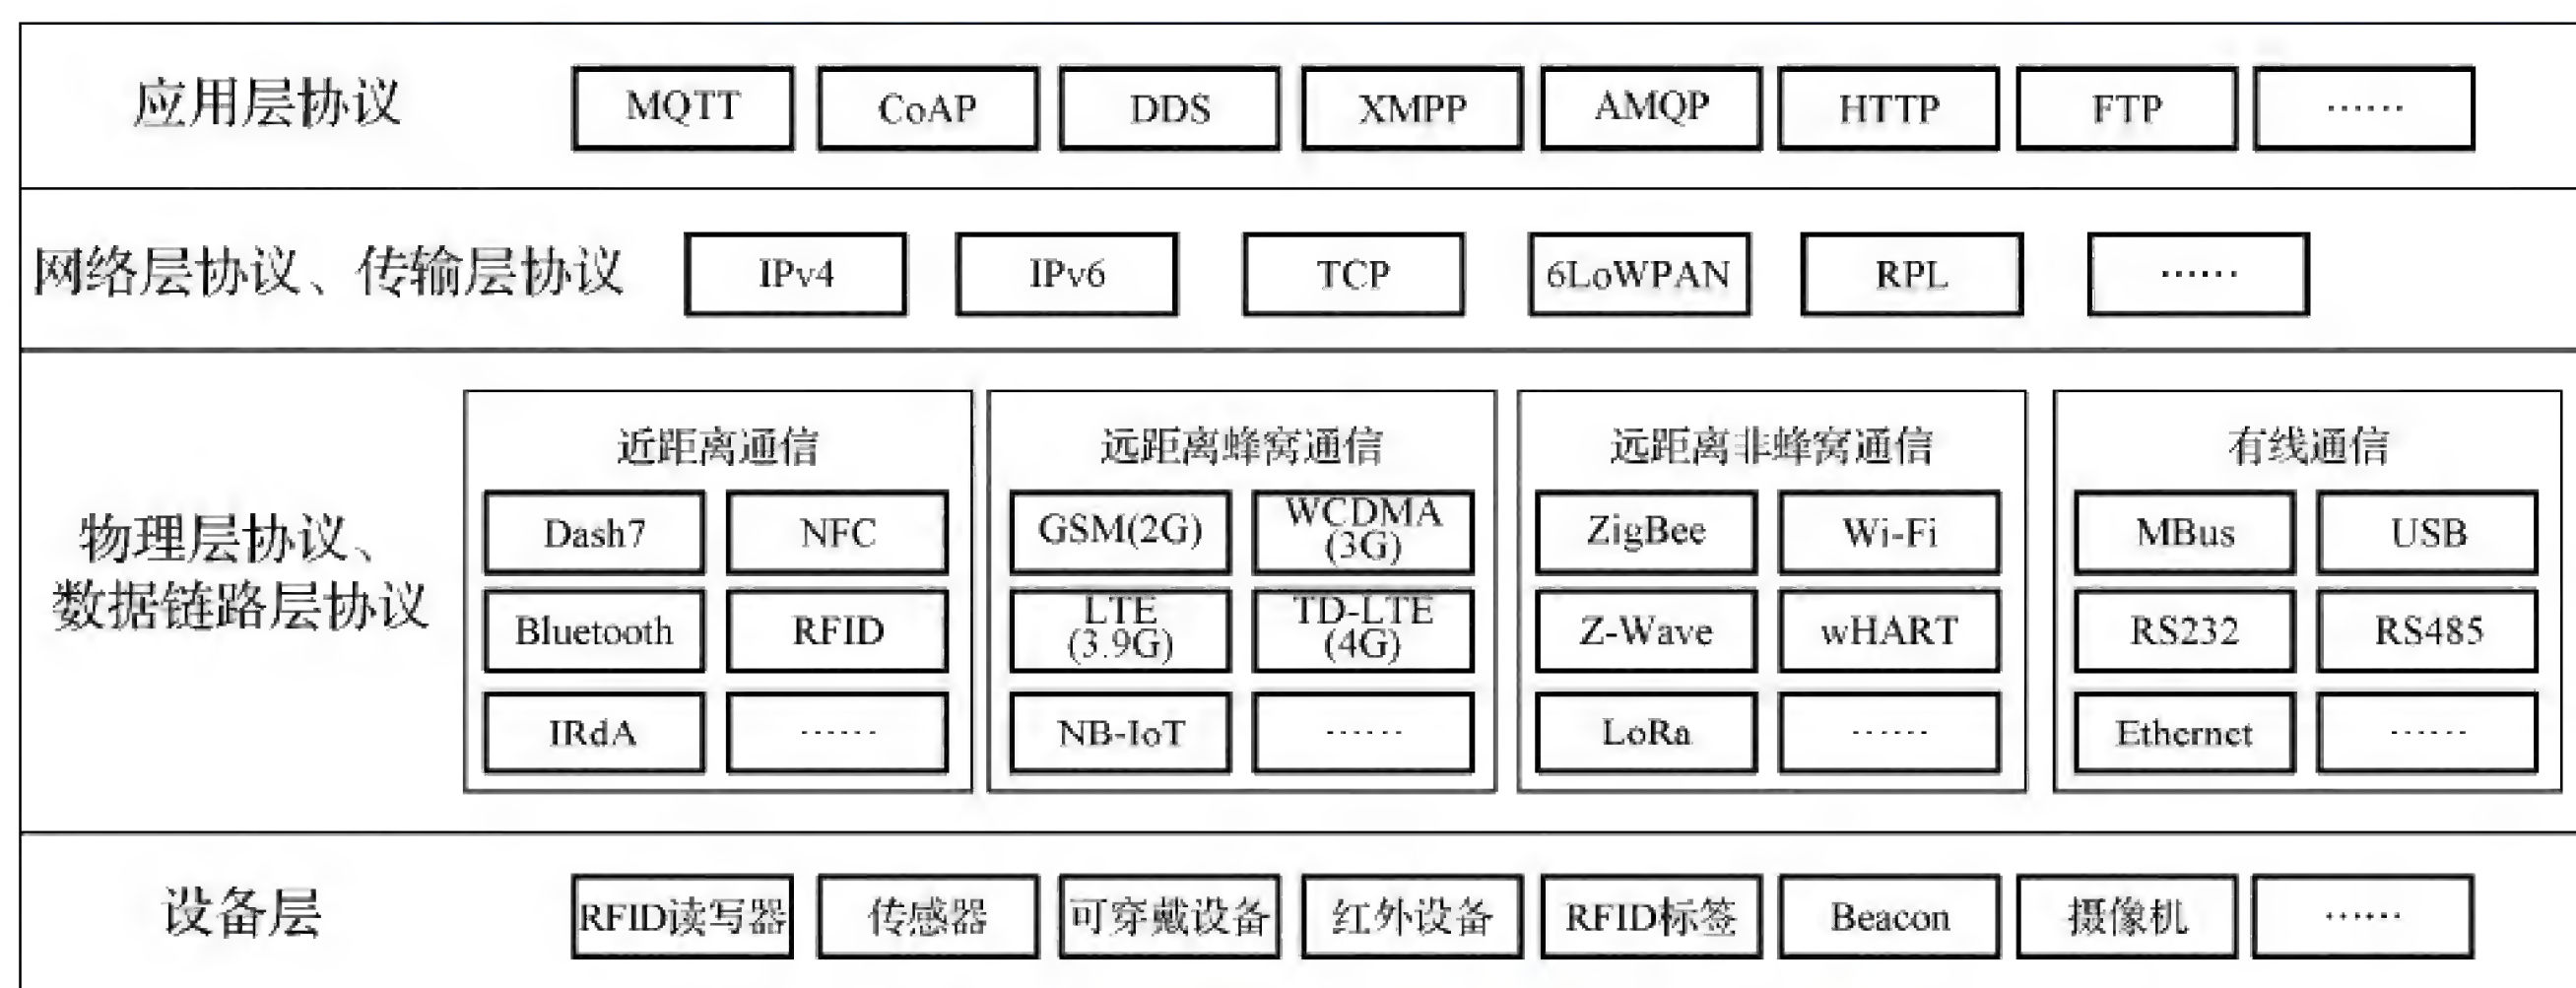 应用层协议 MQTT CoAP DDS XMPP AMQP HTTP FTP ……
网络层协议、传输层协议 IPv4 IPv6 TCP 6LoWPAN RPL ……
物理层协议、
数据链路层协议
近距离通信
Dash7 NFC
Bluetooth RFID
IRdA ……
远距离蜂窝通信
GSM(2G) WCDMA
(3G)
LTE
(3.9G)
TD-LTE
(4G)
NB-IoT ……
远距离非蜂窝通信
ZigBee Wi-Fi
Z-Wave wHART
LoRa ……
有线通信
MBus USB
RS232 RS485
Ethernet ……
设备层 RFID读写器 传感器 可穿戴设备 红外设备 RFID标签 Beacon 摄像机 ……